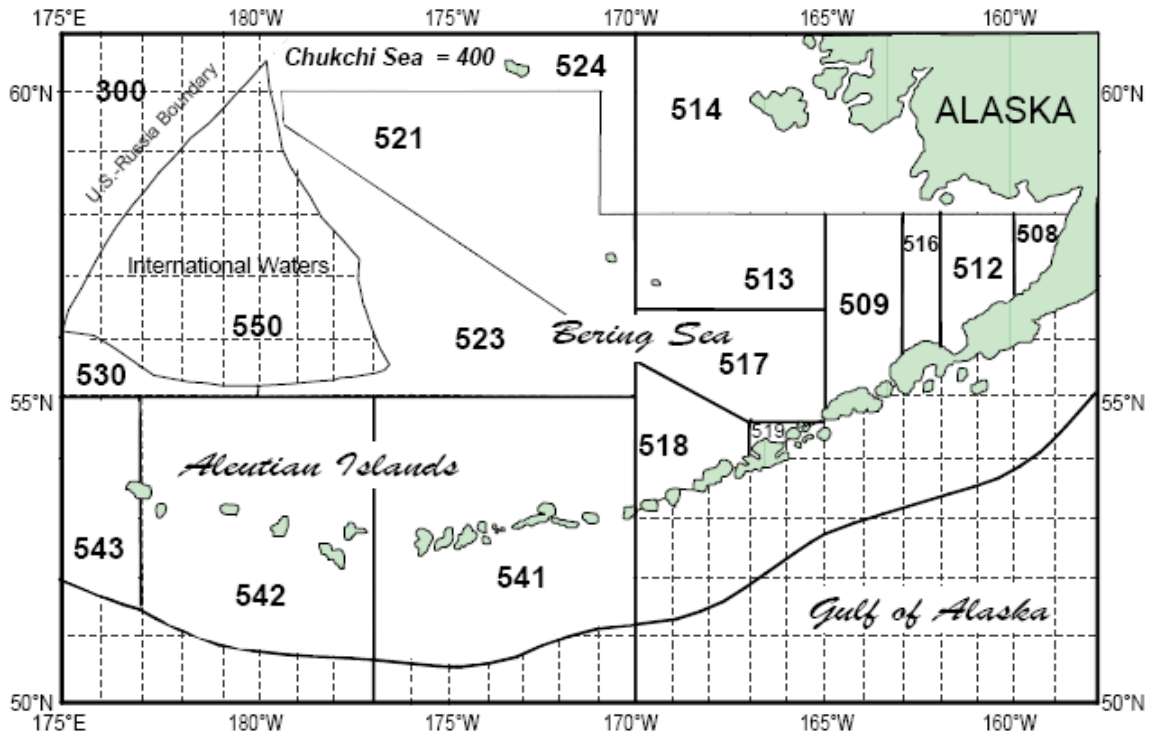 175°E 180°W 175°W 170°W 165°W 160°W
Chukchi Sea = 400
524
300
60°N
60°N
514
ALASKA
521
U.S.-Russia Boundary
516
508
International Waters
513
512
509
550
523
Bering Sea
517
530
55°N
55°N
519
518
Aleutian Islands
543
542
541
Gulf of Alaska
50°N
50°N
175°E 180°W 175°W 170°W 165°W 160°W